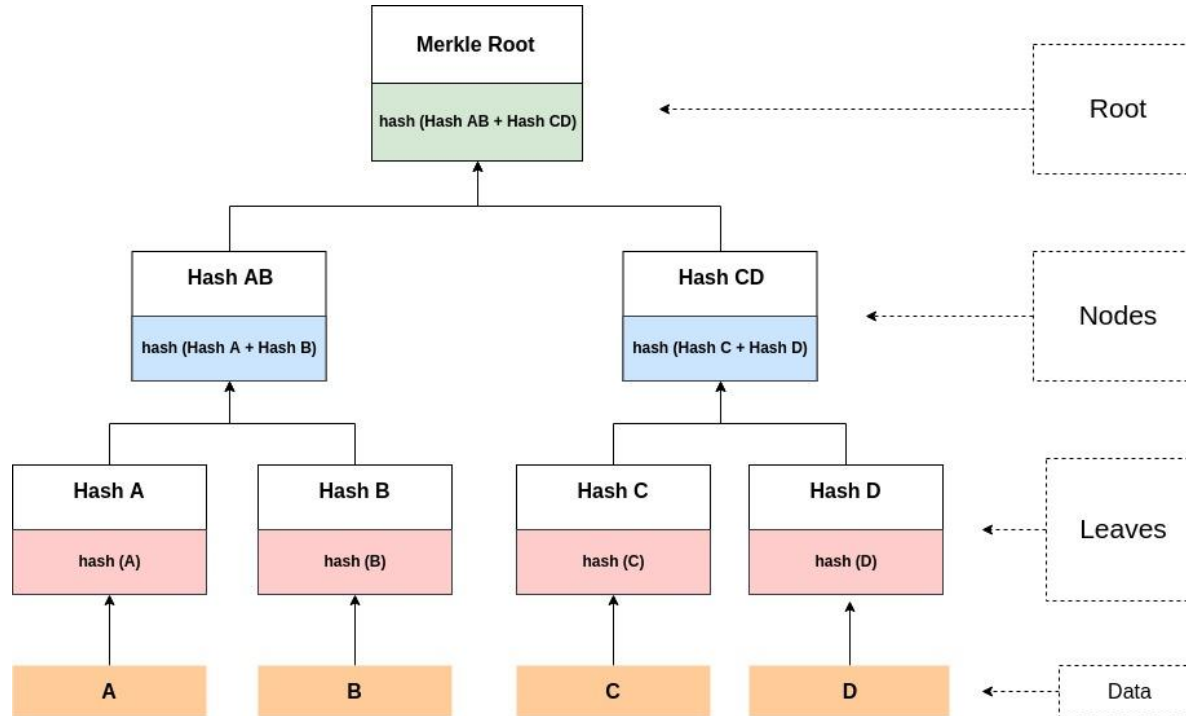 Merkle Root
hash (Hash AB + Hash CD)
Root
Hash AB
Hash CD
hash (Hash A + Hash B)
hash (Hash C + Hash D)
Nodes
Hash A
Hash B
Hash C
Hash D
hash (A)
hash (B)
hash (C)
hash (D)
Leaves
A
B
C
D
Data